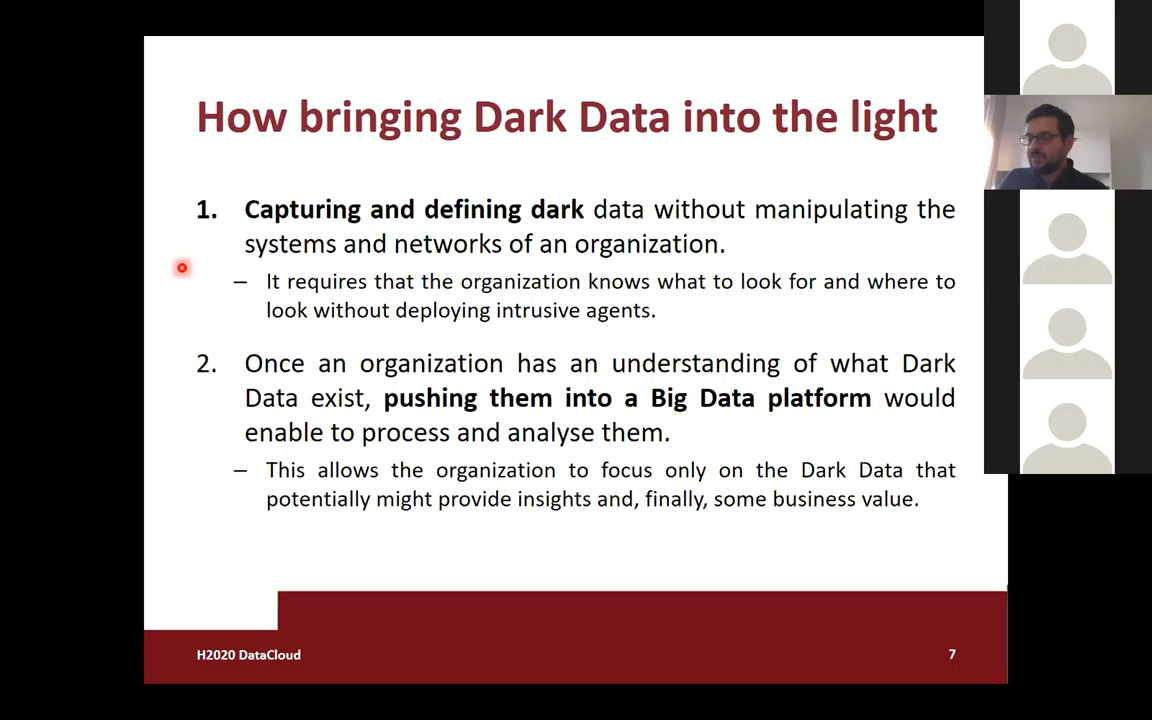 How bringing Dark Data into the light
1. Capturing and defining dark data without manipulating the
systems and networks of an organization.
– It requires that the organization knows what to look for and where to
look without deploying intrusive agents.
2. Once an organization has an understanding of what Dark
Data exist, pushing them into a Big Data platform would
enable to process and analyse them.
– This allows the organization to focus only on the Dark Data that
potentially might provide insights and, finally, some business value.
H2020 DataCloud
7